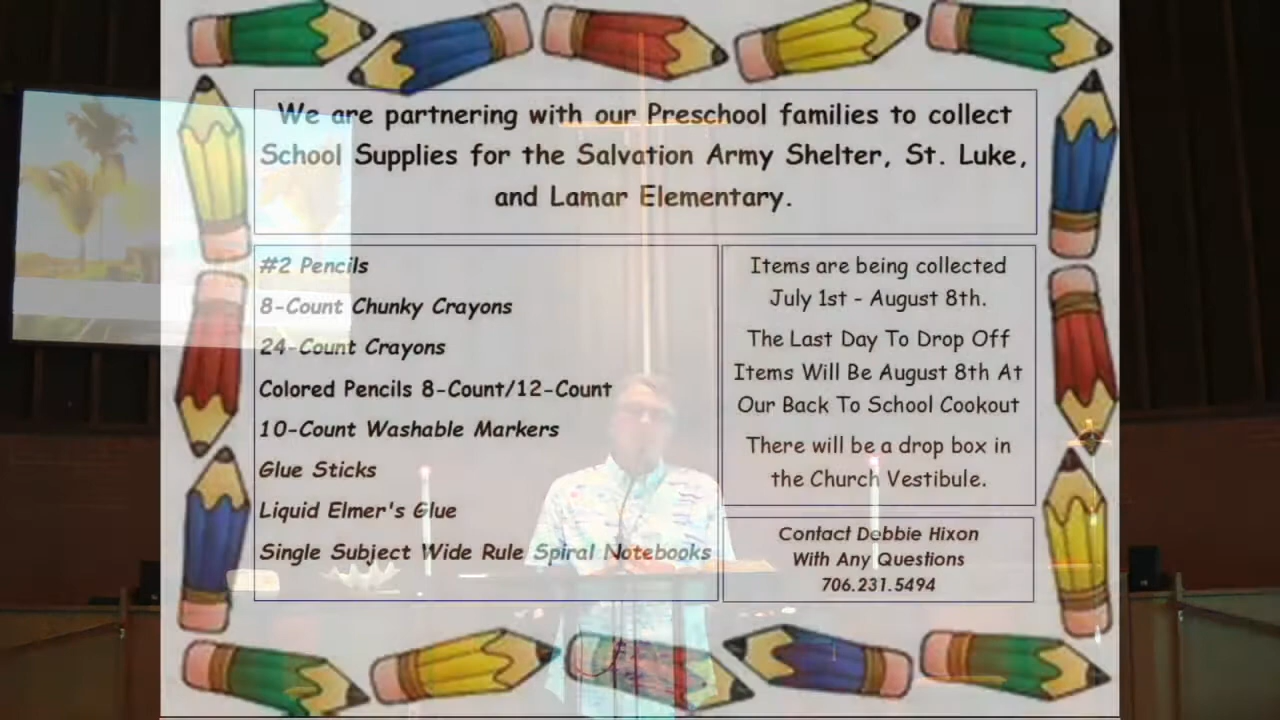 We are partnering with our Preschool families to collect
School Supplies for the Salvation Army Shelter, St. Luke,
and Lamar Elementary.
#2 Pencils
8-Count Chunky Crayons
24-Count Crayons
Colored Pencils 8-Count/12-Count
10-Count Washable Markers
Glue Sticks
Liquid Elmer's Glue
Single Subject Wide Rule Spiral Notebooks
Items are being collected
July 1st - August 8th.
The Last Day To Drop Off
Items Will Be August 8th At
Our Back To School Cookout
There will be a drop box in
the Church Vestibule.
Contact Debbie Hixon
With Any Questions
706.231.5494